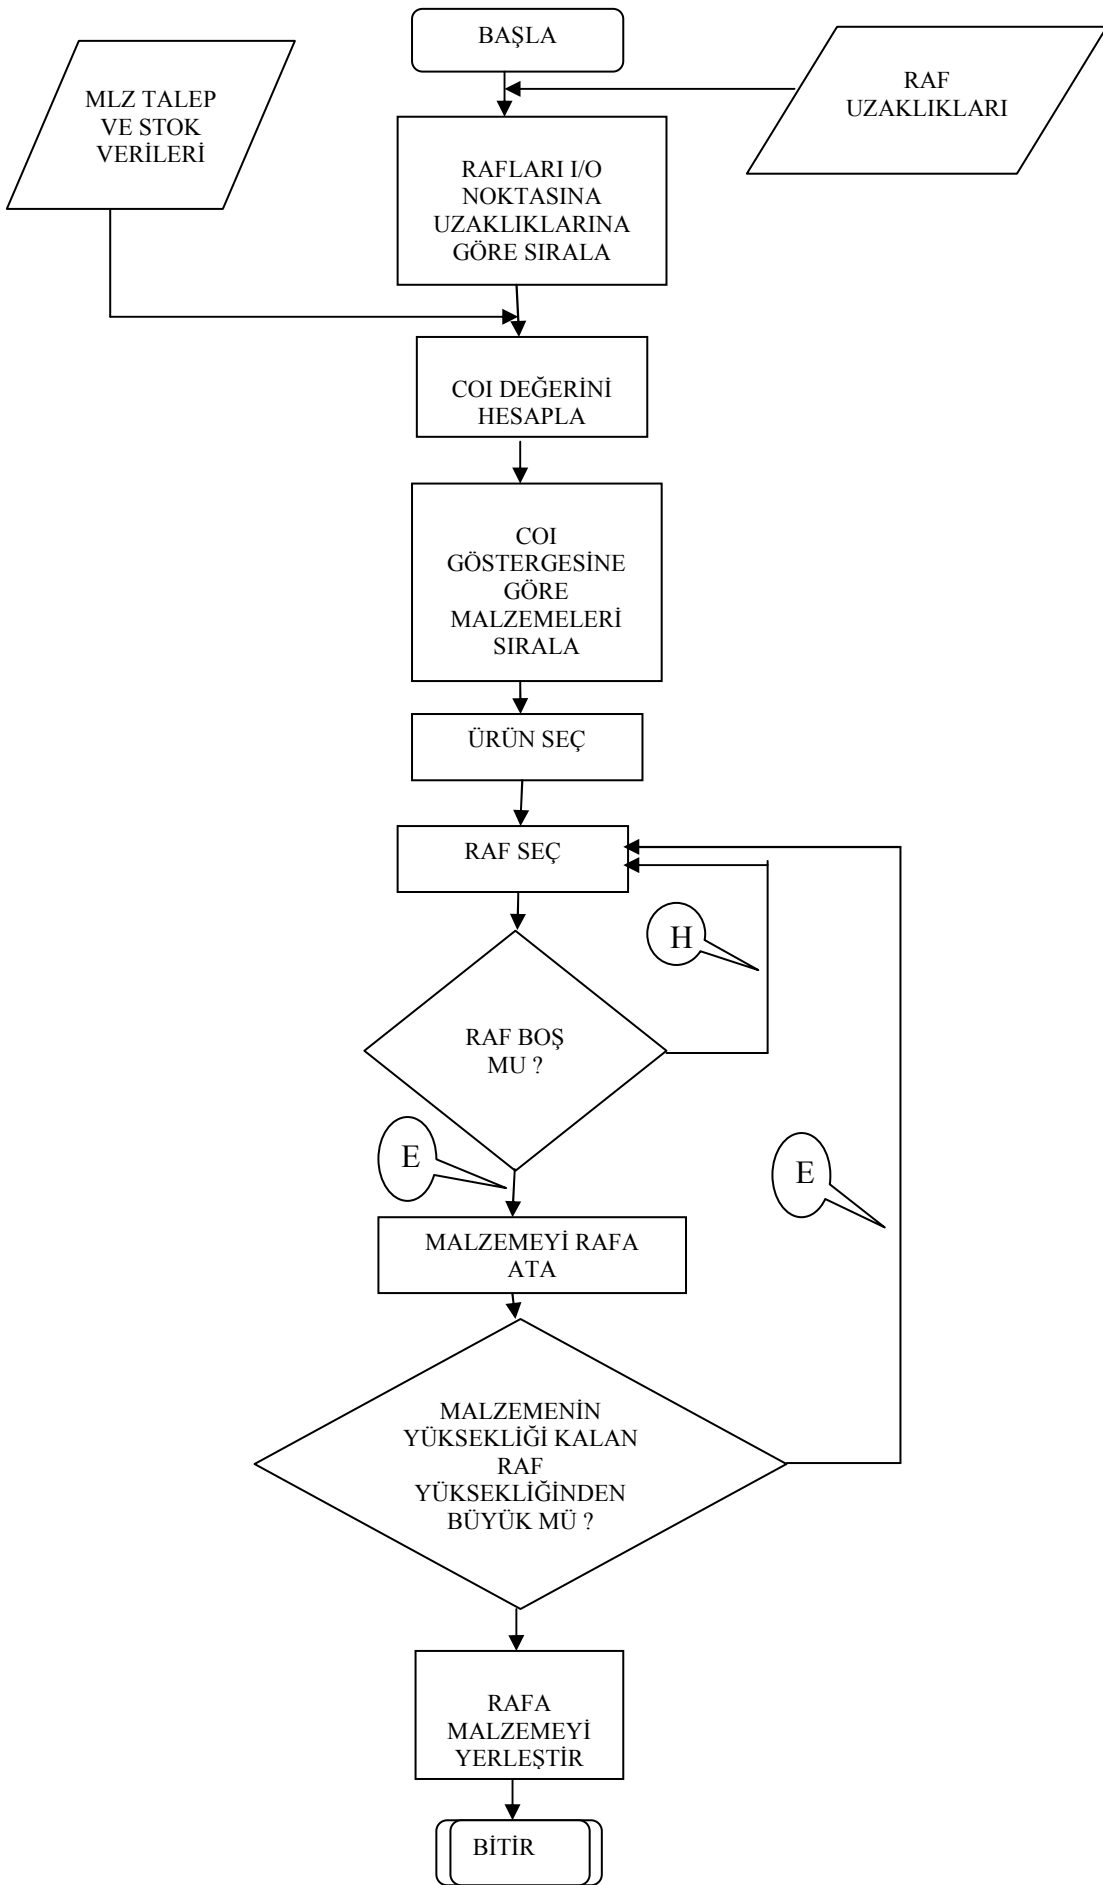 BAŞLA
MLZ TALEP
VE STOK
VERİLERİ
RAF
UZAKLIKLARI
RAFLARI I/O
NOKTASINA
UZAKLIKLARINA
GÖRE SIRALA
COI DEĞERİNİ
HESAPLA
COI
GÖSTERGESİNE
GÖRE
MALZEMELERİ
SIRALA
ÜRÜN SEÇ
RAF SEÇ
H
RAF BOŞ
MU ?
E
E
MALZEMEYİ RAFA
ATA
MALZEMENİN
YÜKSEKLİĞİ KALAN
RAF
YÜKSEKLİĞİNDEN
BÜYÜK MÜ ?
RAFA
MALZEMEYİ
YERLEŞTİR
BİTİR